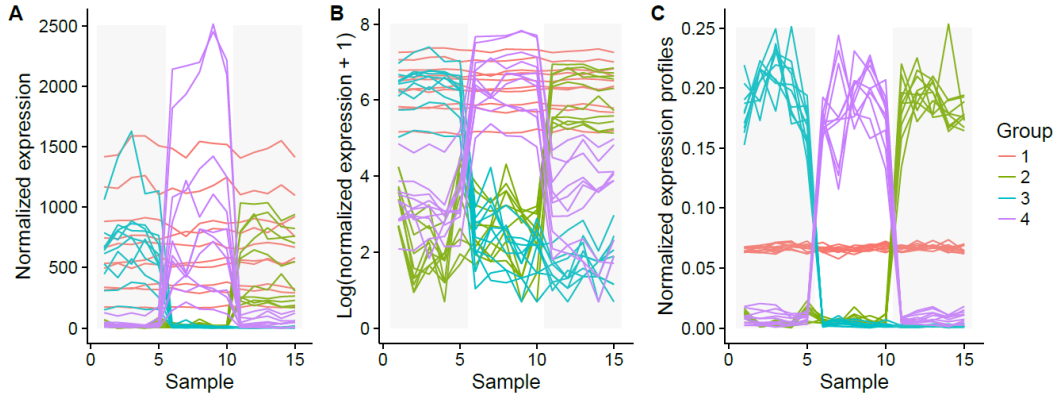 A
Normalized expression
2500
2000
1500
1000
500
0
0 5 10 15
Sample
B
Log(normalized expression + 1)
8
6
4
2
0
0 5 10 15
Sample
C
Normalized expression profiles
0.25
0.20
0.15
0.10
0.05
0.00
0 5 10 15
Sample
Group
1
2
3
4